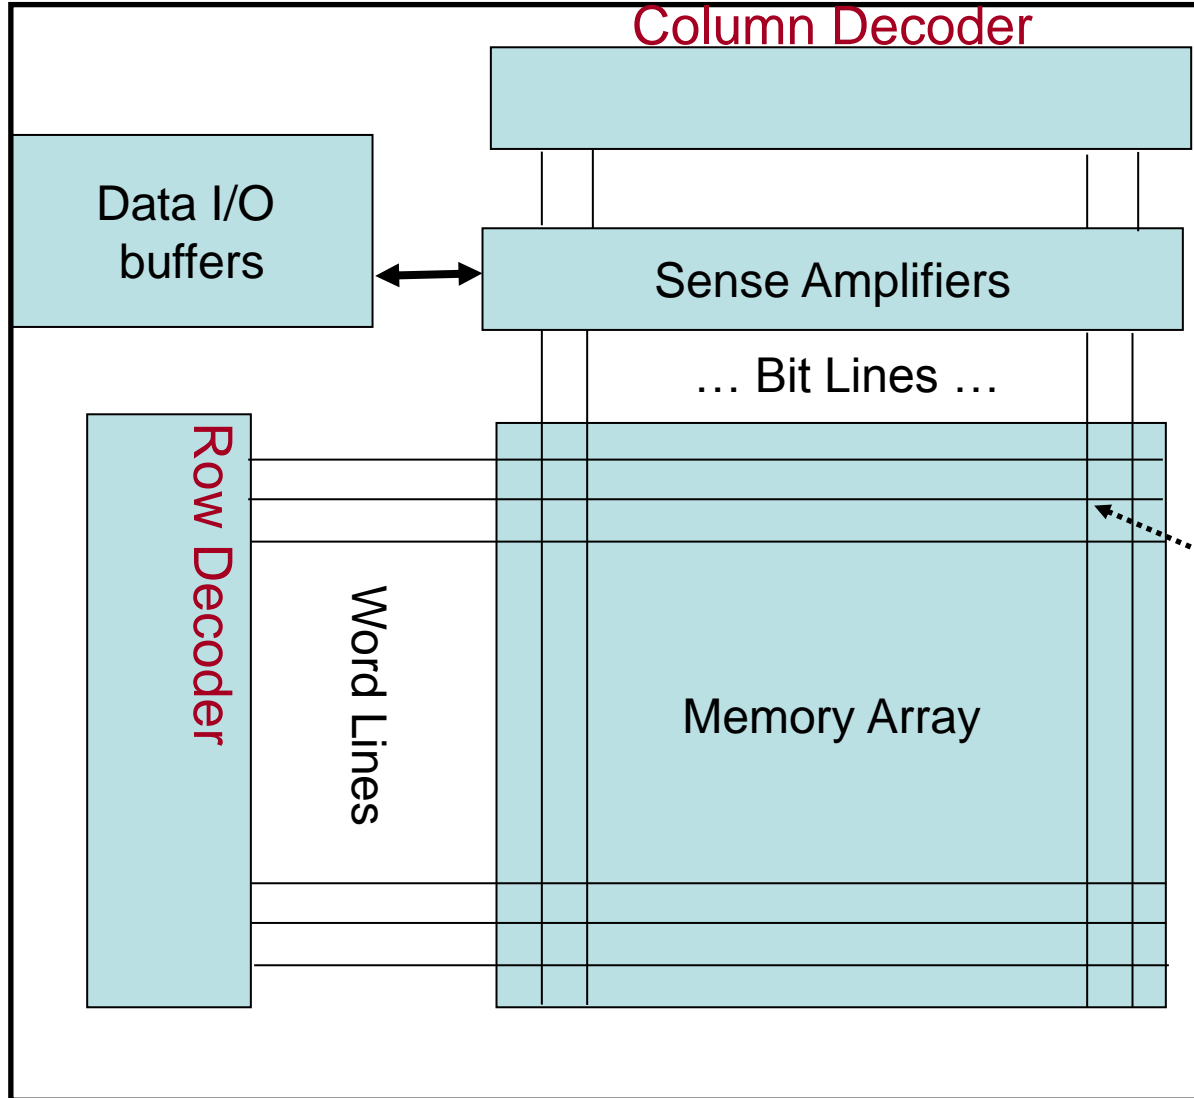 Column Decoder
Data I/O
buffers
Sense Amplifiers
… Bit Lines …
Row Decoder
Word Lines
Memory Array